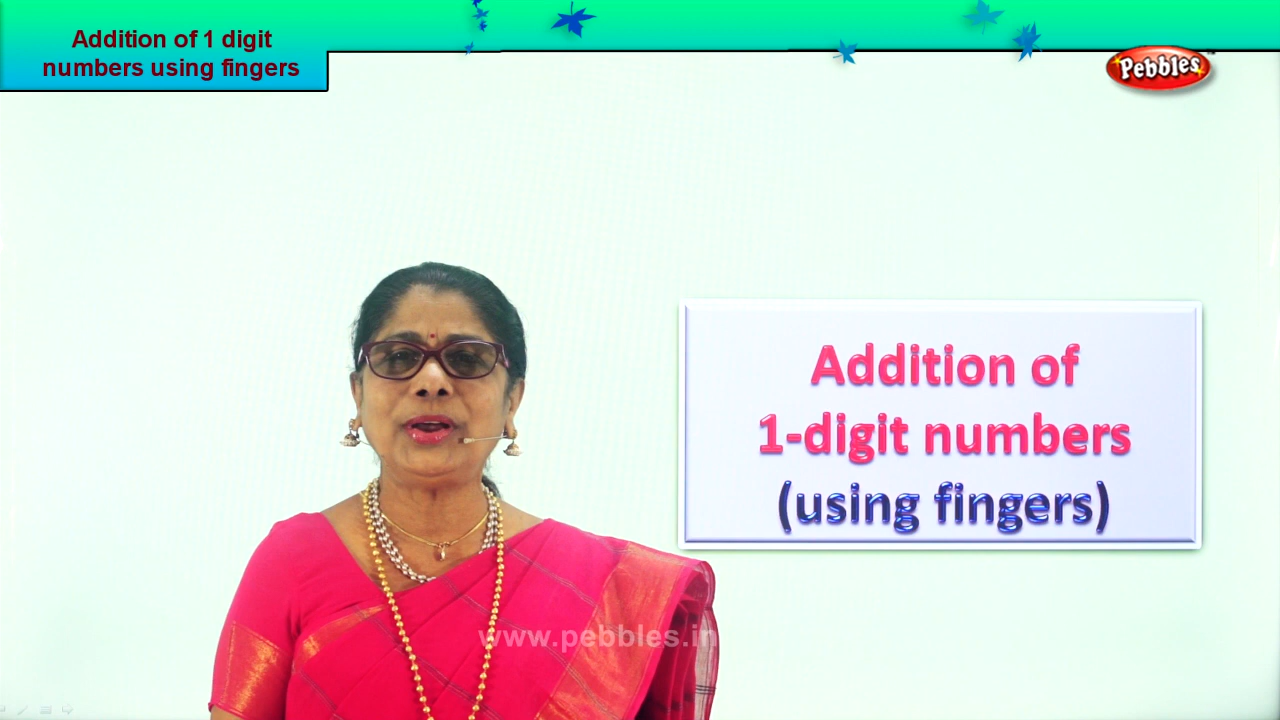 Addition of 1 digit
numbers using fingers
Pebbles
Addition of
1-digit numbers
(using fingers)
www.pebbles.in